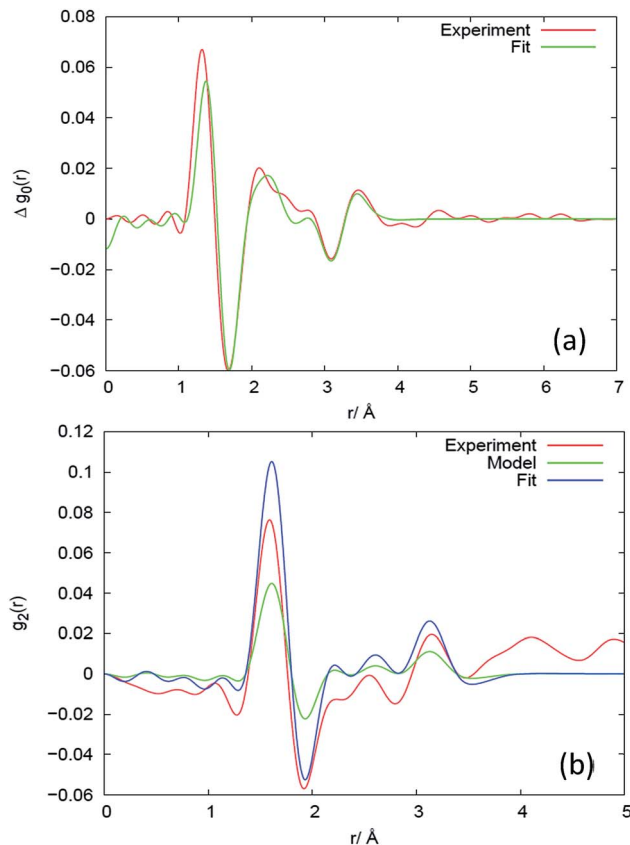 Experiment
Fit
0.08
0.06
0.04
0.02
0
−0.02
−0.04
−0.06
Δ g0(r)
(a)
0 1 2 3 4 5 6 7
r/ Å
0.12
0.1
0.08
0.06
0.04
0.02
0
−0.02
−0.04
−0.06
g2(r)
Experiment
Model
Fit
(b)
0 1 2 3 4 5
r/ Å